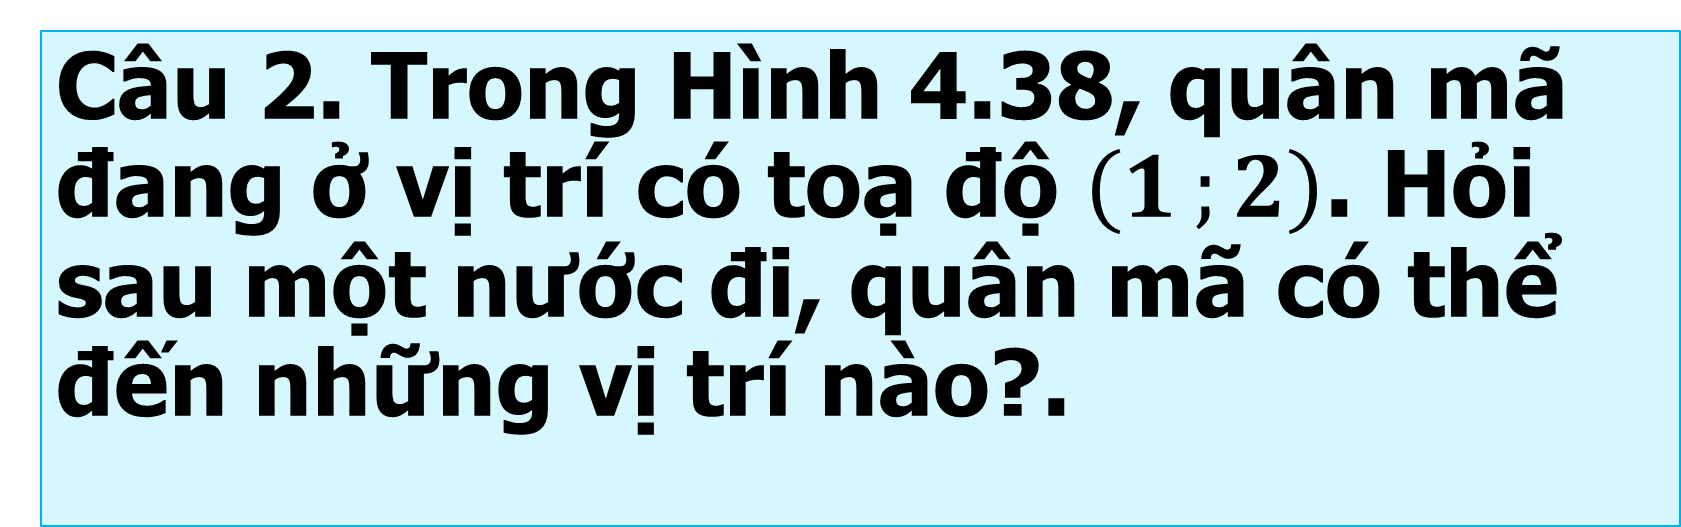 Câu 2. Trong Hình 4.38, quân mã
đang ở vị trí có toạ độ (1 ; 2). Hỏi
sau một nước đi, quân mã có thể
đến những vị trí nào?.